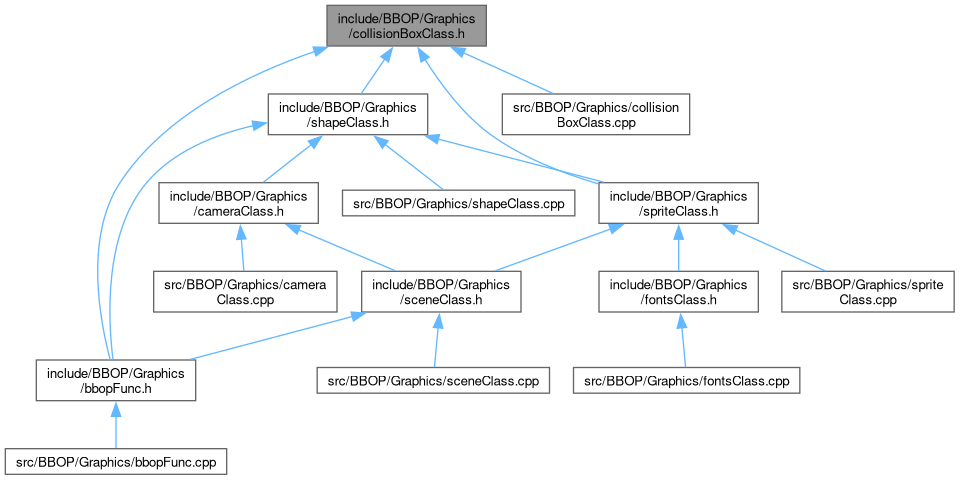 include/BBOP/Graphics
/collisionBoxClass.h
include/BBOP/Graphics
/shapeClass.h
src/BBOP/Graphics/collision
BoxClass.cpp
include/BBOP/Graphics
/cameraClass.h
src/BBOP/Graphics/shapeClass.cpp
include/BBOP/Graphics
/spriteClass.h
src/BBOP/Graphics/camera
Class.cpp
include/BBOP/Graphics
/sceneClass.h
include/BBOP/Graphics
/fontsClass.h
src/BBOP/Graphics/sprite
Class.cpp
include/BBOP/Graphics
/bbopFunc.h
src/BBOP/Graphics/sceneClass.cpp
src/BBOP/Graphics/fontsClass.cpp
src/BBOP/Graphics/bbopFunc.cpp